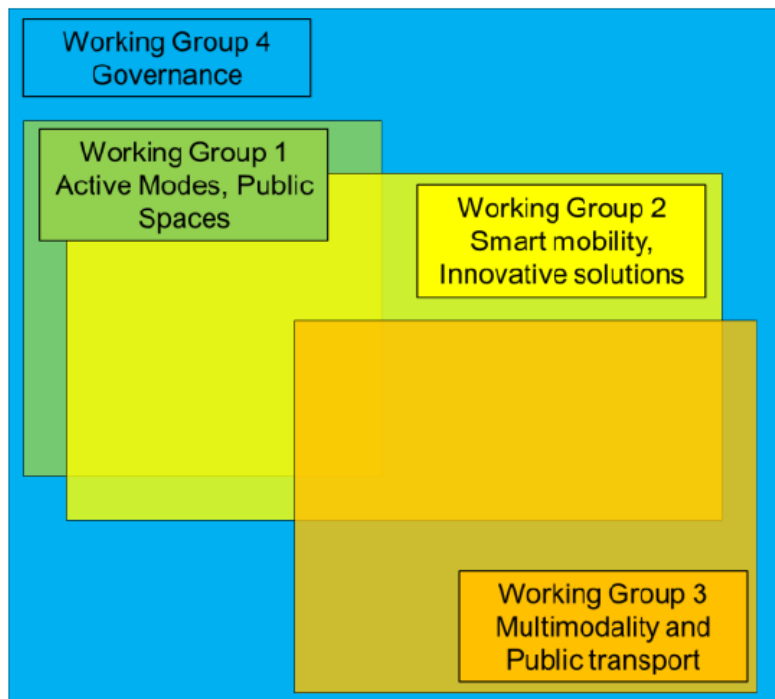 Working Group 4
Governance
Working Group 1
Active Modes, Public
Spaces
Working Group 2
Smart mobility,
Innovative solutions
Working Group 3
Multimodality and
Public transport